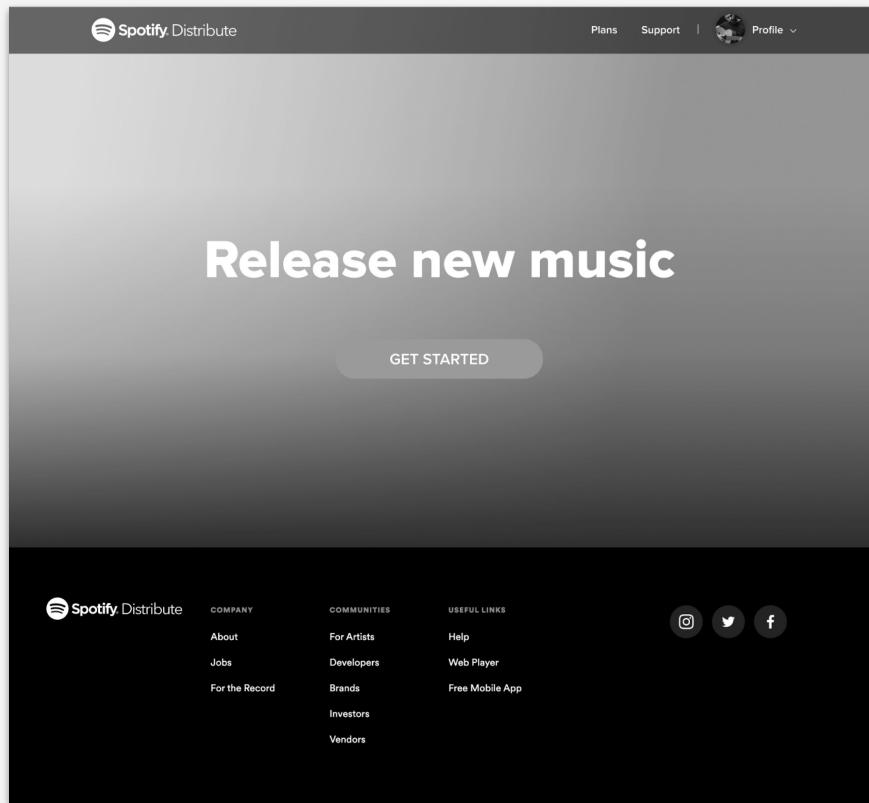 Spotify Distribute
Plans Support | Profile
Release new music
GET STARTED
Spotify Distribute
COMPANY
About
Jobs
For the Record
COMMUNITIES
For Artists
Developers
Brands
Investors
Vendors
USEFUL LINKS
Help
Web Player
Free Mobile App